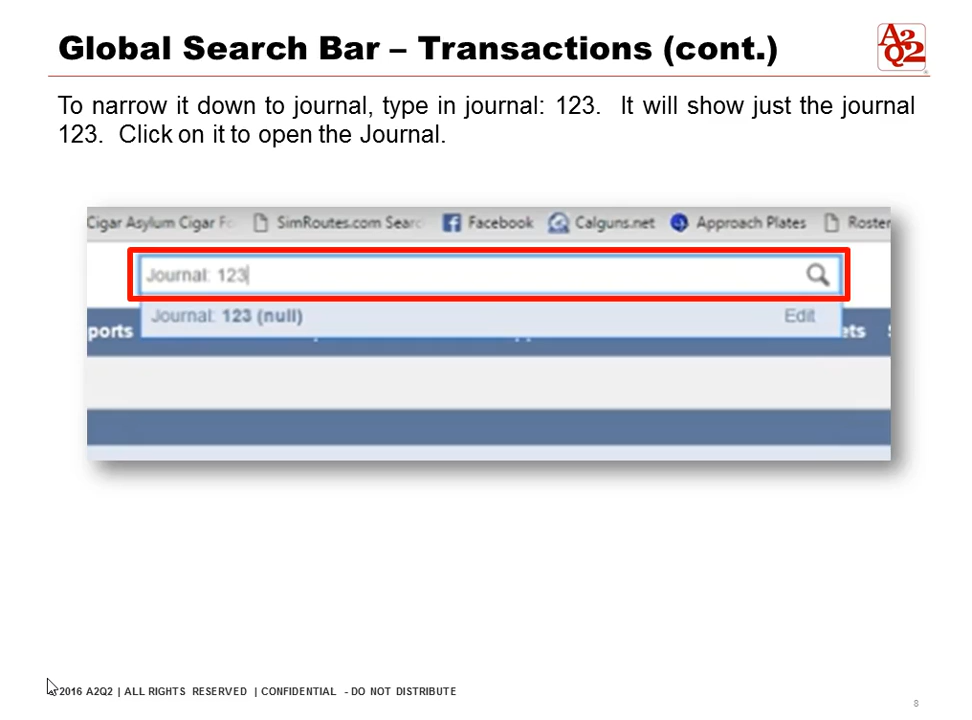 Global Search Bar – Transactions (cont.)
A2Q2
To narrow it down to journal, type in journal: 123. It will show just the journal
123. Click on it to open the Journal.
Cigar Asylum Cigar Fo SimRoutes.com Searc Facebook Calguns.net Approach Plates Roster
Journal: 123
Journal: 123 (null) Edit
ports ets
2016 A2Q2 | ALL RIGHTS RESERVED | CONFIDENTIAL - DO NOT DISTRIBUTE
8